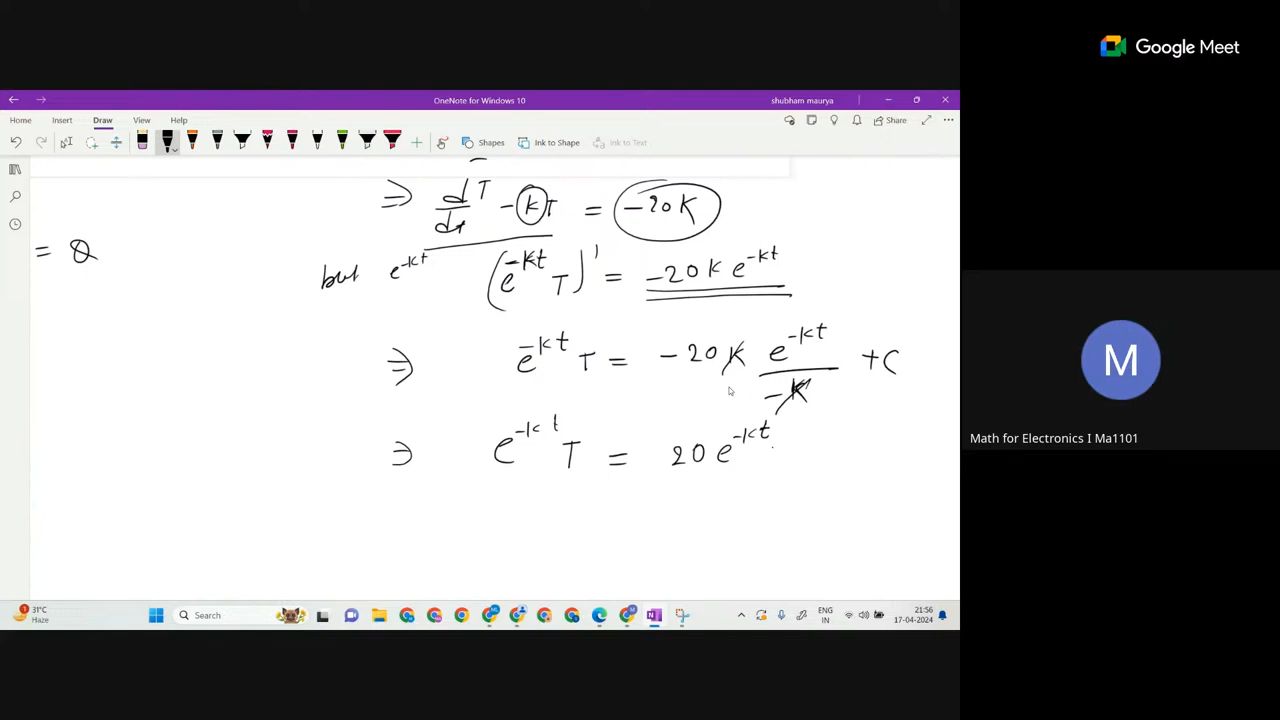 Google Meet
OneNote for Windows 10
shubham maurya
Home Insert Draw View Help
Share
Shapes Ink to Shape Ink to Text
⇒ dT/dt - kT = -20K
= Q
but e^-kt (e^-kt T)' = -20k e^-kt
⇒ e^-kt T = -20k e^-kt/-k + C
⇒ e^-kt T = 20 e^-kt
M
Math for Electronics I Ma1101
1
31°C
Haze
Search
ENG
IN
21:56
17-04-2024